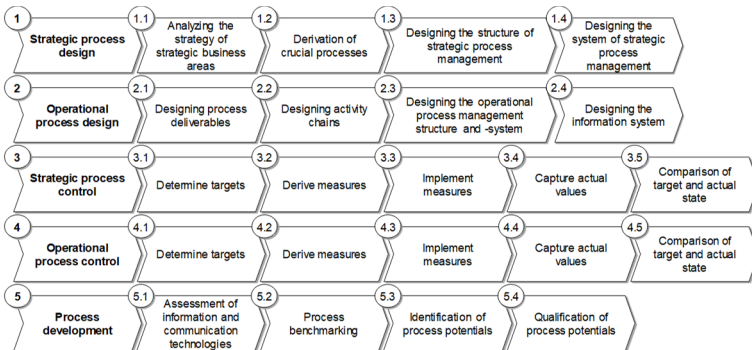 1
Strategic process
design
1.1
Analyzing the
strategy of
strategic business
areas
1.2
Derivation of
crucial processes
1.3
Designing the structure of
strategic process
management
1.4
Designing the
system of strategic
process
management
2
Operational
process design
2.1
Designing process
deliverables
2.2
Designing activity
chains
2.3
Designing the operational
process management
structure and -system
2.4
Designing the
information system
3
Strategic process
control
3.1
Determine targets
3.2
Derive measures
3.3
Implement
measures
3.4
Capture actual
values
3.5
Comparison of
target and actual
state
4
Operational
process control
4.1
Determine targets
4.2
Derive measures
4.3
Implement
measures
4.4
Capture actual
values
4.5
Comparison of
target and actual
state
5
Process
development
5.1
Assessment of
information and
communication
technologies
5.2
Process
benchmarking
5.3
Identification of
process potentials
5.4
Qualification of
process potentials